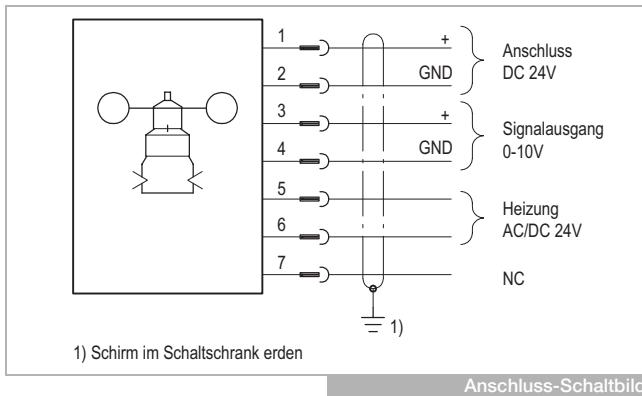 1
+
Anschluss
DC 24V
2
GND
3
+
Signalausgang
0-10V
4
GND
5
Heizung
AC/DC 24V
6
7
NC
1)
1) Schirm im Schaltschrank erden
Anschluss-Schaltbild